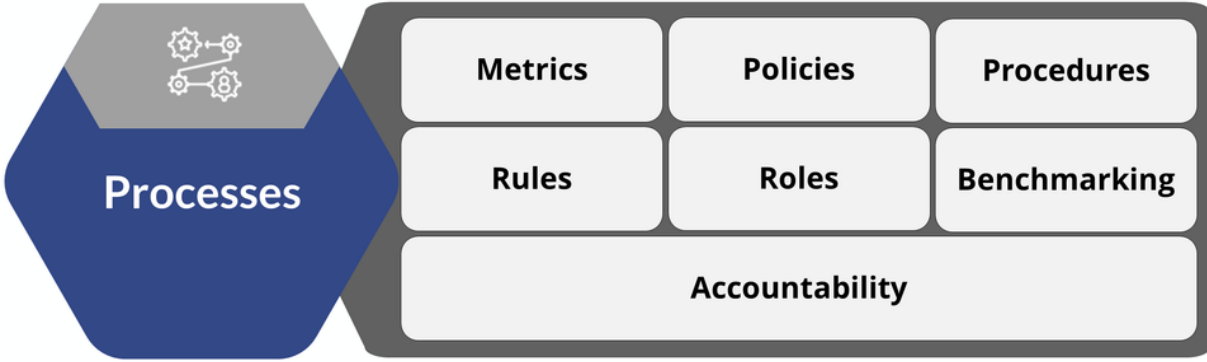 Processes
Metrics
Policies
Procedures
Rules
Roles
Benchmarking
Accountability